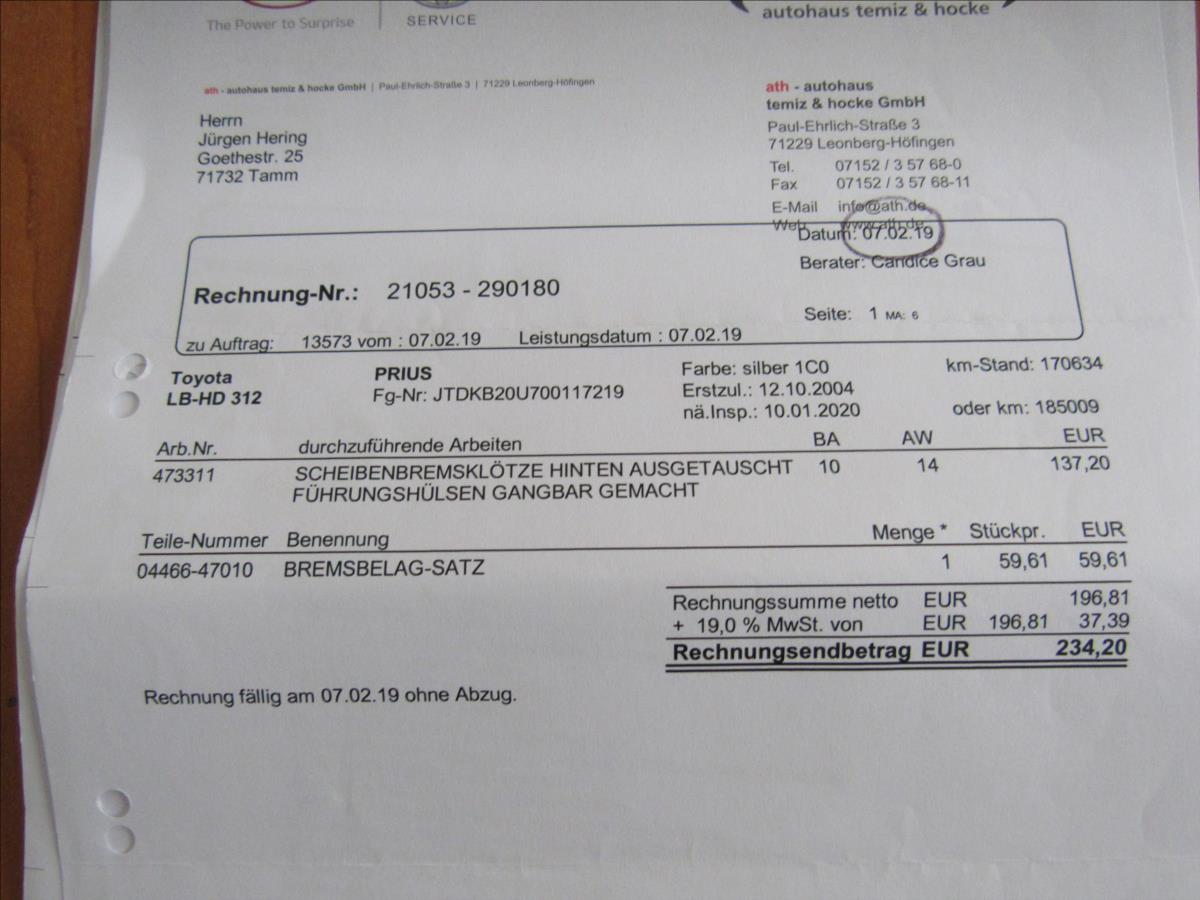 The Power to Surprise
SERVICE
autohaus temiz & hocke
ath - autohaus temiz & hocke GmbH | Paul-Ehrlich-Straße 3 | 71229 Leonberg-Höfingen
Herrn
Jürgen Hering
Goethestr. 25
71732 Tamm
ath - autohaus
temiz & hocke GmbH
Paul-Ehrlich-Straße 3
71229 Leonberg-Höfingen
Tel. 07152 / 3 57 68-0
Fax 07152 / 3 57 68-11
E-Mail info@ath.de
Web www.ath.de
Datum: 07.02.19
Berater: Candice Grau
Rechnung-Nr.: 21053 - 290180
Seite: 1 MA: 6
zu Auftrag: 13573 vom : 07.02.19 Leistungsdatum : 07.02.19
Toyota PRIUS Farbe: silber 1C0 km-Stand: 170634
LB-HD 312 Fg-Nr: JTDKB20U700117219 Erstzul.: 12.10.2004
nä.Insp.: 10.01.2020 oder km: 185009
Arb.Nr. durchzuführende Arbeiten BA AW EUR
473311 SCHEIBENBREMSKLÖTZE HINTEN AUSGETAUSCHT 10 14 137,20
FÜHRUNGSHÜLSEN GANGBAR GEMACHT
Teile-Nummer Benennung Menge * Stückpr. EUR
04466-47010 BREMSBELAG-SATZ 1 59,61 59,61
Rechnungssumme netto EUR 196,81
+ 19,0 % MwSt. von EUR 196,81 37,39
Rechnungsendbetrag EUR 234,20
Rechnung fällig am 07.02.19 ohne Abzug.